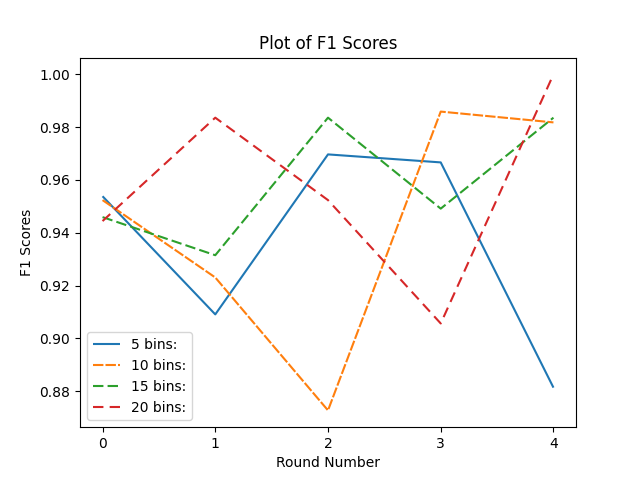 Plot of F1 Scores
1.00
0.98
0.96
0.94
0.92
0.90
0.88
F1 Scores
5 bins:
10 bins:
15 bins:
20 bins:
0 1 2 3 4
Round Number